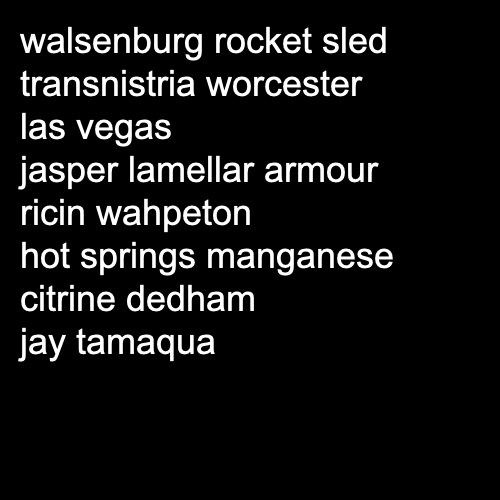 walsenburg rocket sled
transnistria worcester
las vegas
jasper lamellar armour
ricin wahpeton
hot springs manganese
citrine dedham
jay tamaqua